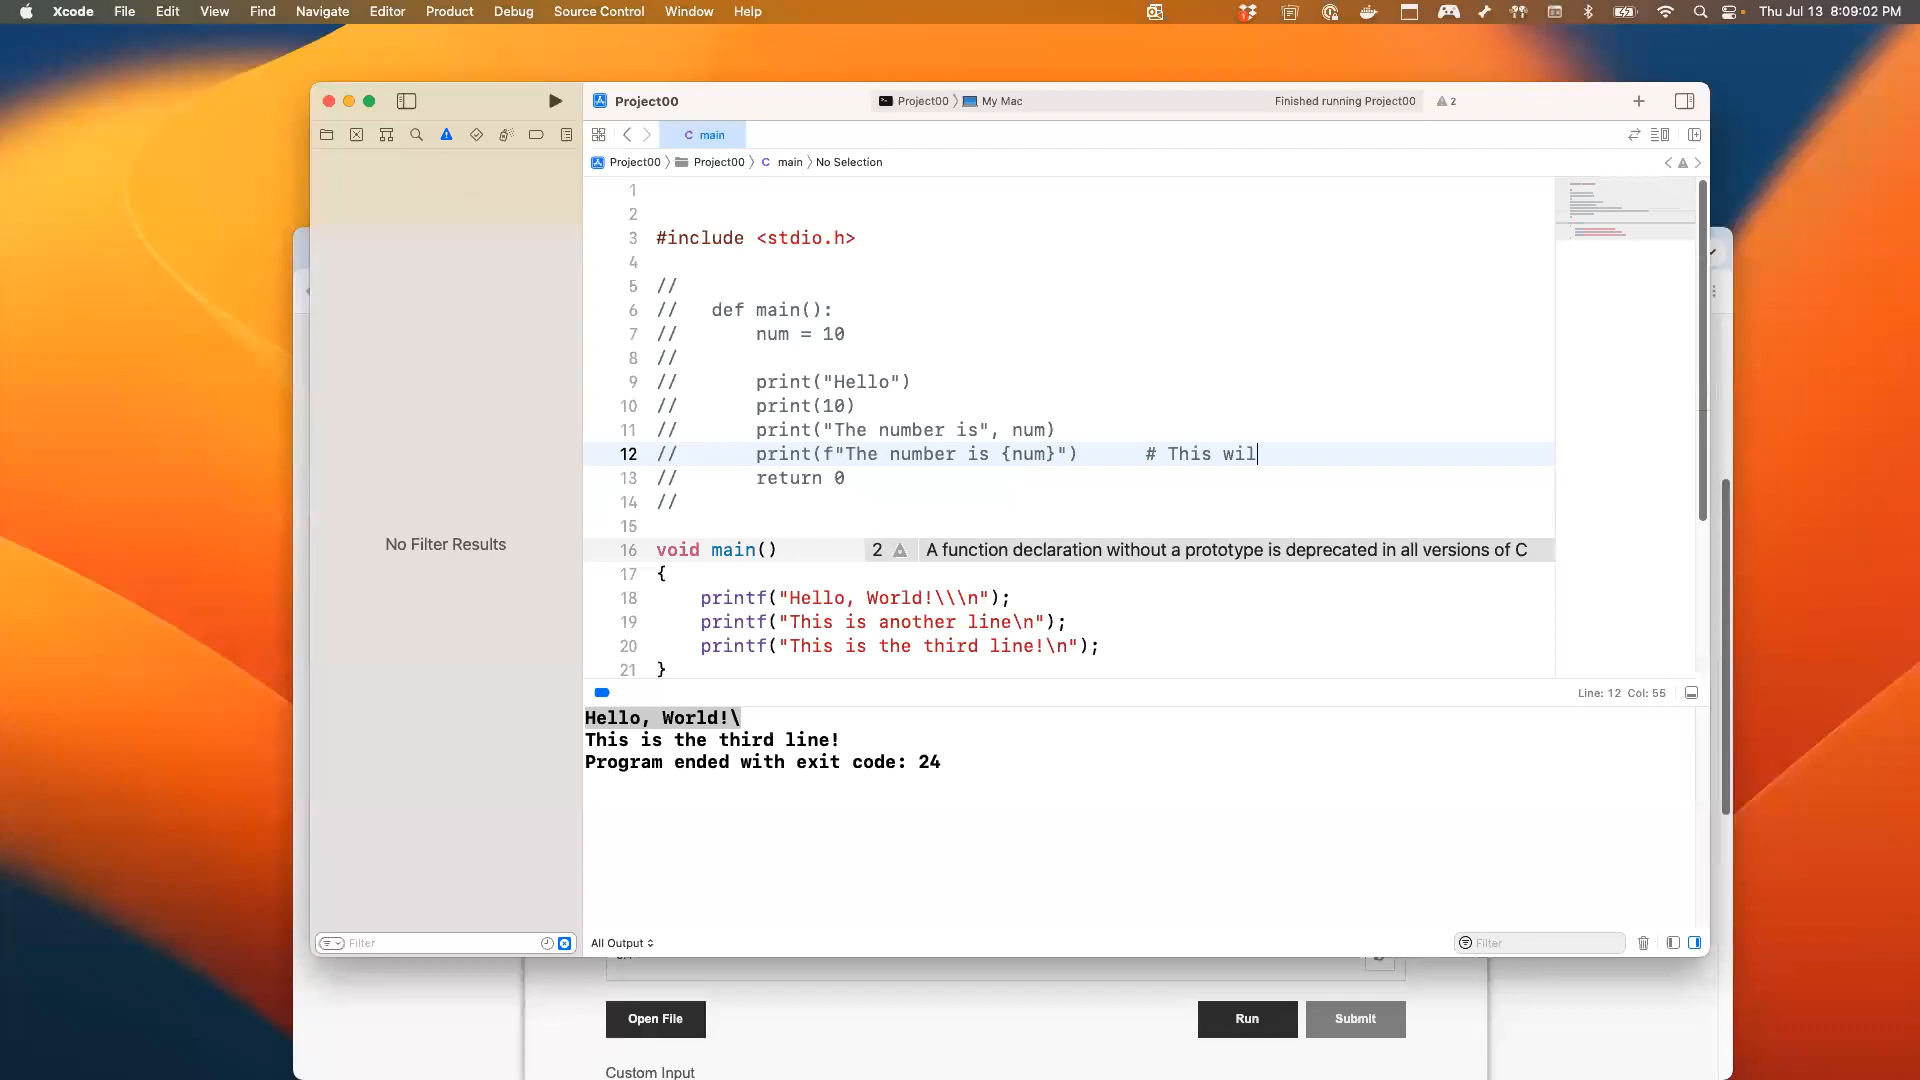 Xcode File Edit View Find Navigate Editor Product Debug Source Control Window Help
Thu Jul 13 8:09:02 PM
Project00
Project00 My Mac
Finished running Project00
2
C main
Project00 Project00 C main No Selection
1
2
3 #include <stdio.h>
4
5 //
6 // def main():
7 // num = 10
8 //
9 // print("Hello")
10 // print(10)
11 // print("The number is", num)
12 // print(f"The number is {num}") # This wil
13 // return 0
14 //
15
16 void main() 2 A function declaration without a prototype is deprecated in all versions of C
17 {
18 printf("Hello, World!\\\n");
19 printf("This is another line\n");
20 printf("This is the third line!\n");
21 }
No Filter Results
Line: 12 Col: 55
Hello, World!\
This is the third line!
Program ended with exit code: 24
Filter
All Output
Filter
Open File
Run
Submit
Custom Input